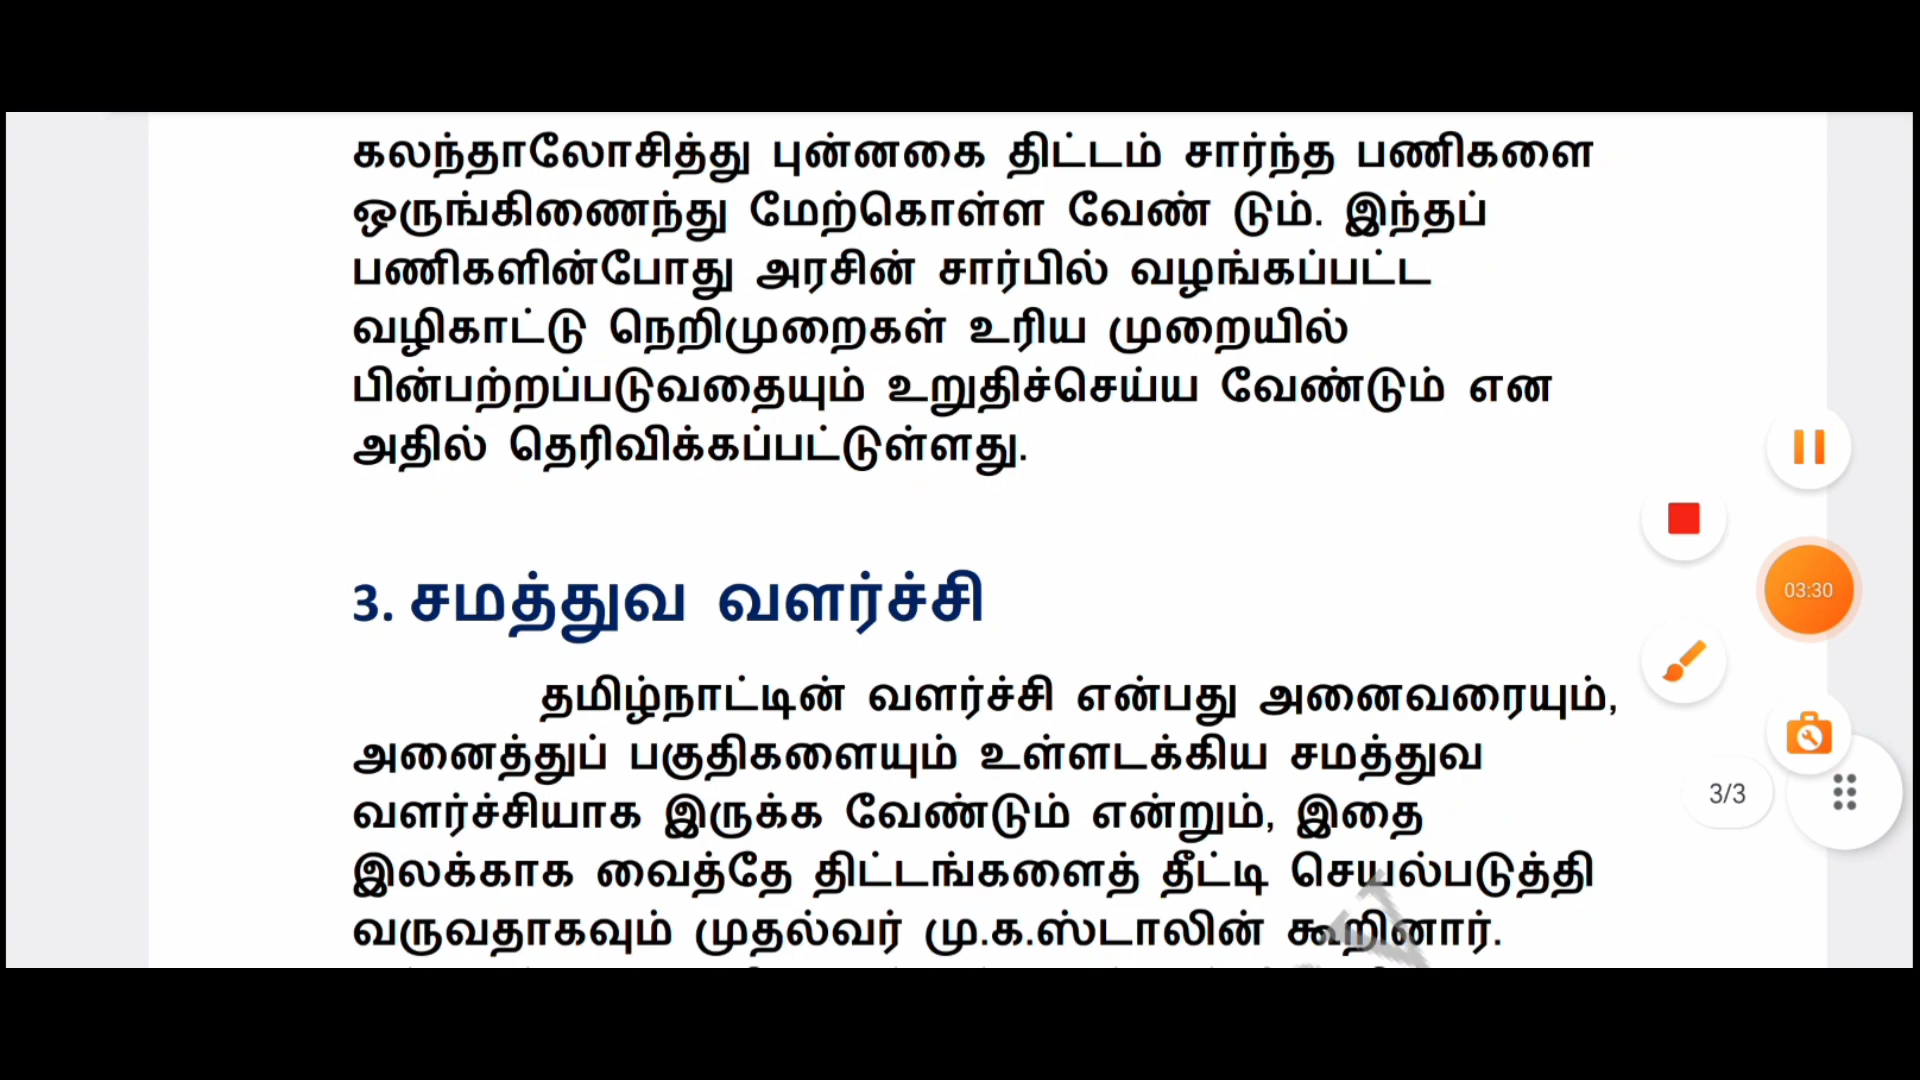 கலந்தாலோசித்து புன்னகை திட்டம் சார்ந்த பணிகளை
ஒருங்கிணைந்து மேற்கொள்ள வேண் டும். இந்தப்
பணிகளின்போது அரசின் சார்பில் வழங்கப்பட்ட
வழிகாட்டு நெறிமுறைகள் உரிய முறையில்
பின்பற்றப்படுவதையும் உறுதிச்செய்ய வேண்டும் என
அதில் தெரிவிக்கப்பட்டுள்ளது.
03:30
3. சமத்துவ வளர்ச்சி
தமிழ்நாட்டின் வளர்ச்சி என்பது அனைவரையும்,
அனைத்துப் பகுதிகளையும் உள்ளடக்கிய சமத்துவ
3/3
வளர்ச்சியாக இருக்க வேண்டும் என்றும், இதை
இலக்காக வைத்தே திட்டங்களைத் தீட்டி செயல்படுத்தி
வருவதாகவும் முதல்வர் மு.க.ஸ்டாலின் கூறினார்.